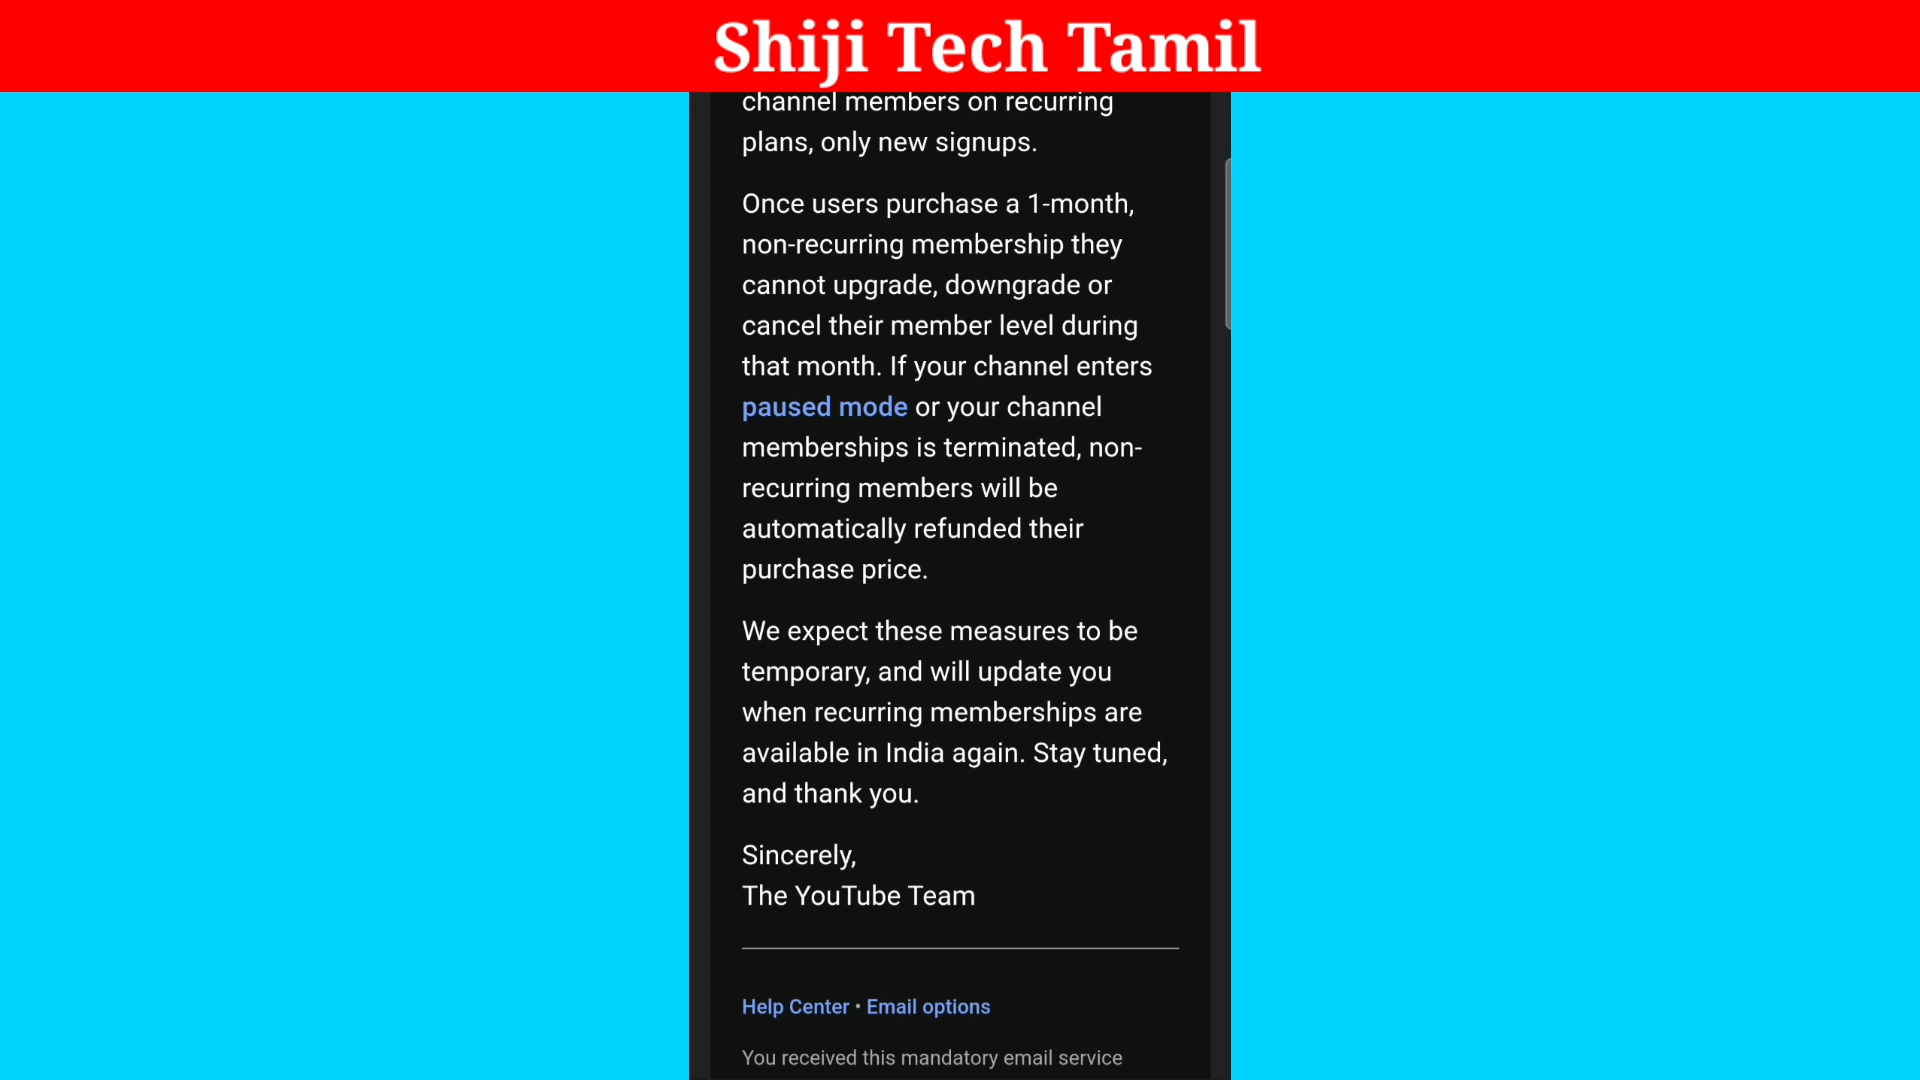 Shiji Tech Tamil
channel members on recurring
plans, only new signups.
Once users purchase a 1-month,
non-recurring membership they
cannot upgrade, downgrade or
cancel their member level during
that month. If your channel enters
paused mode or your channel
memberships is terminated, non-
recurring members will be
automatically refunded their
purchase price.
We expect these measures to be
temporary, and will update you
when recurring memberships are
available in India again. Stay tuned,
and thank you.
Sincerely,
The YouTube Team
Help Center • Email options
You received this mandatory email service